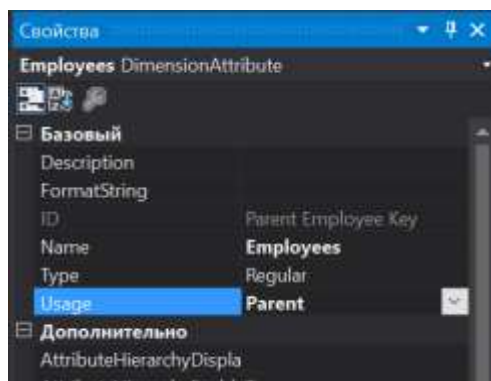 Свойства
Employees DimensionAttribute
Базовый
Description
FormatString
ID Parent Employee Key
Name Employees
Type Regular
Usage Parent
Дополнительно
AttributeHierarchyDispla